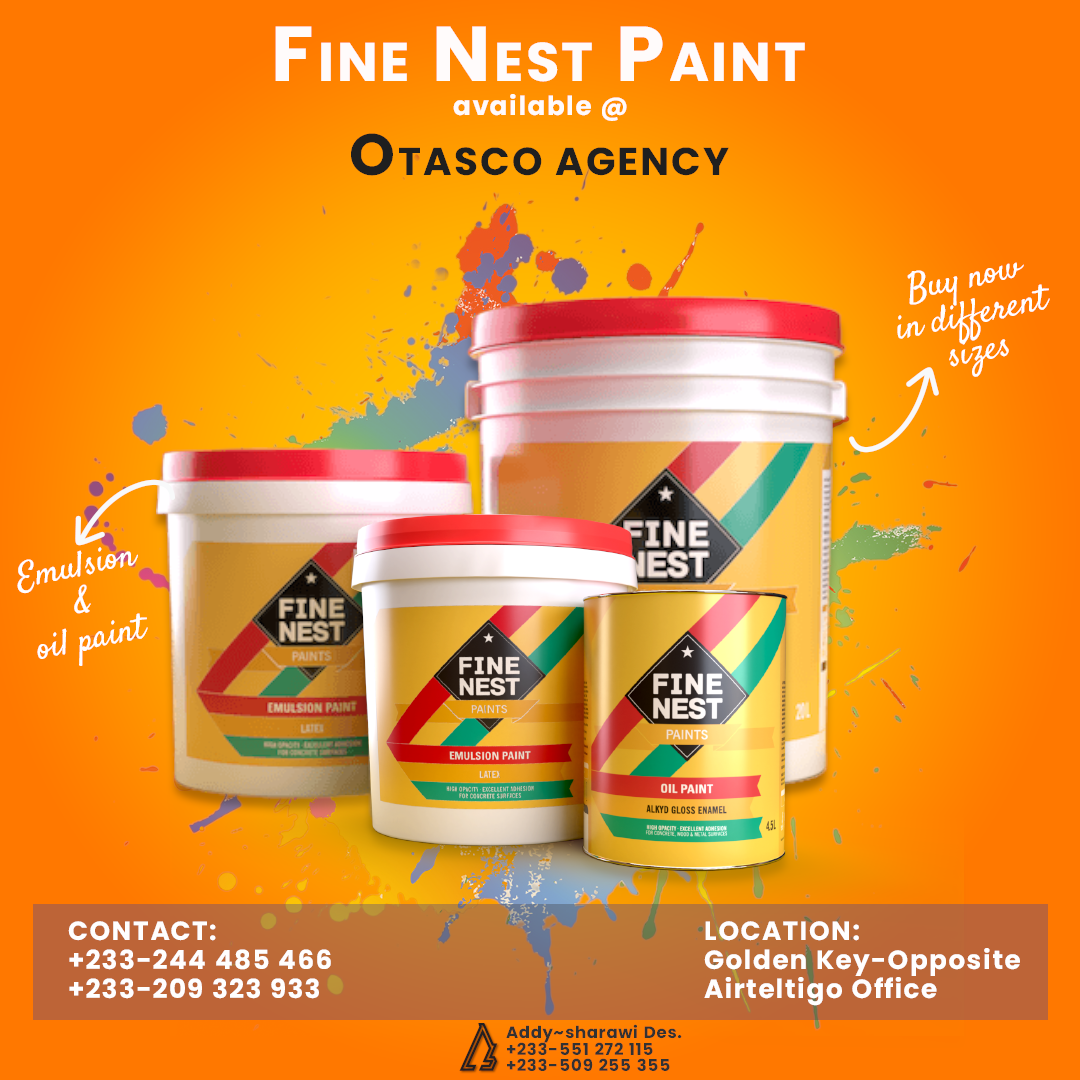 FINE NEST PAINT
available @
OTASCO AGENCY
Buy now
in different
sizes
Emulsion
&
oil paint
FINE
NEST
20 L
FINE
NEST
PAINTS
EMULSION PAINT
LATEX
HIGH OPACITY · EXCELLENT ADHESION
FOR CONCRETE SURFACES
FINE
NEST
PAINTS
EMULSION PAINT
LATEX
HIGH OPACITY · EXCELLENT ADHESION
FOR CONCRETE SURFACES
FINE
NEST
PAINTS
OIL PAINT
ALKYD GLOSS ENAMEL
HIGH OPACITY · EXCELLENT ADHESION
FOR CONCRETE, WOOD & METAL SURFACES
4,5 L
CONTACT:
+233-244 485 466
+233-209 323 933
LOCATION:
Golden Key-Opposite
Airteltigo Office
Addy~sharawi Des.
+233-551 272 115
+233-509 255 355